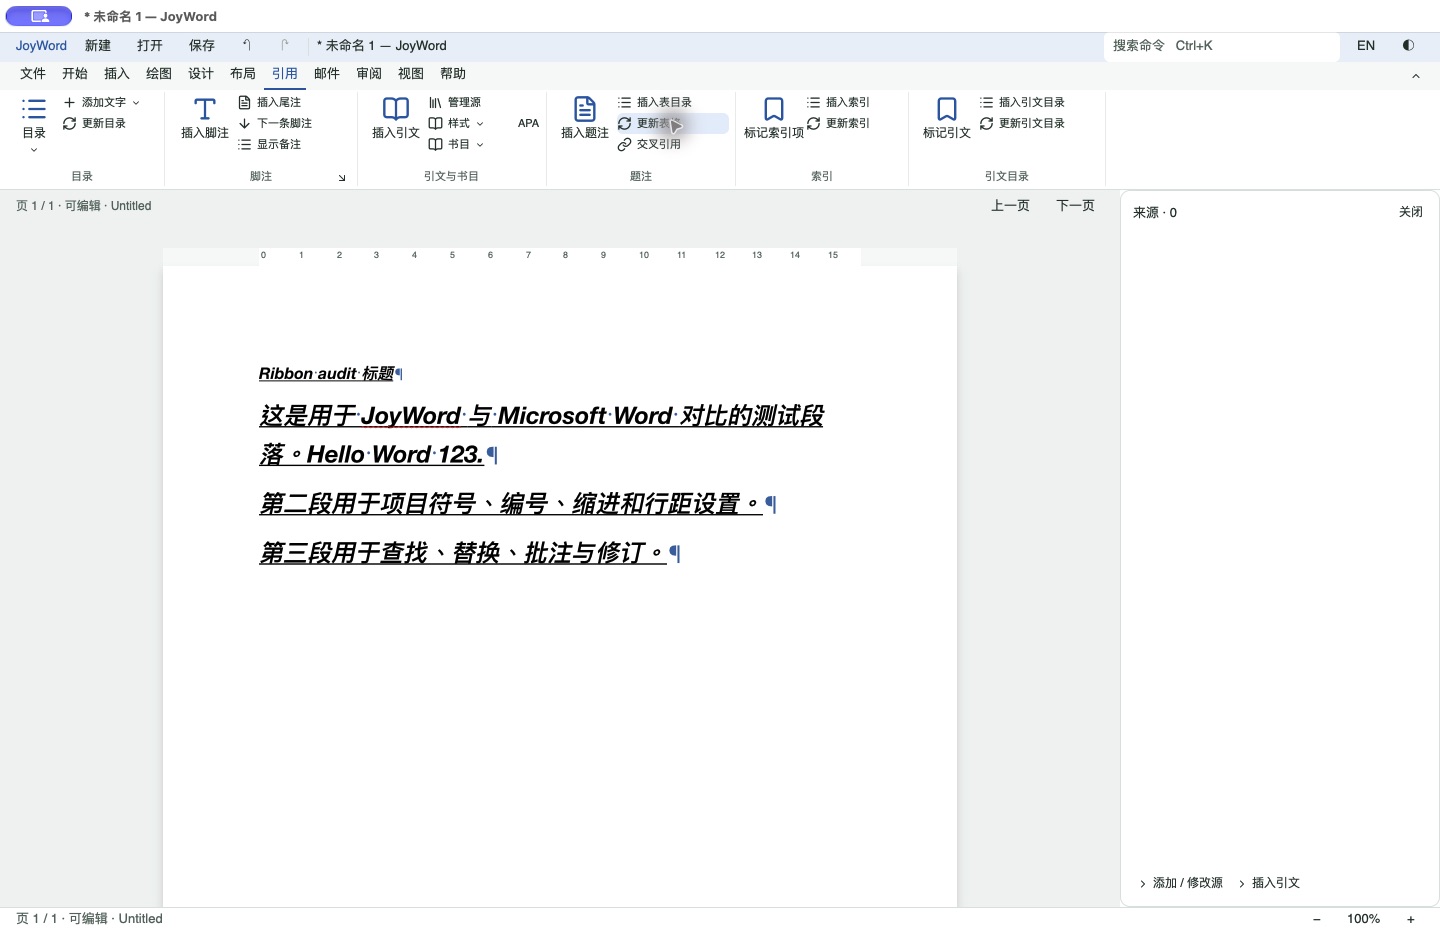 * 未命名 1 — JoyWord
JoyWord 新建 打开 保存 * 未命名 1 — JoyWord 搜索命令 Ctrl+K EN
文件 开始 插入 绘图 设计 布局 引用 邮件 审阅 视图 帮助
目录
添加文字
更新目录
目录
插入脚注
插入尾注
下一条脚注
显示备注
脚注
插入引文
管理源
样式
书目
APA
引文与书目
插入题注
插入表目录
更新表
交叉引用
题注
标记索引项
插入索引
更新索引
索引
标记引文
插入引文目录
更新引文目录
引文目录
页 1 / 1 · 可编辑 · Untitled 上一页 下一页
来源 · 0 关闭
0 1 2 3 4 5 6 7 8 9 10 11 12 13 14 15
Ribbon·audit·标题¶
这是用于·JoyWord·与·Microsoft·Word·对比的测试段
落。Hello·Word·123.¶
第二段用于项目符号、编号、缩进和行距设置。¶
第三段用于查找、替换、批注与修订。¶
添加 / 修改源 插入引文
页 1 / 1 · 可编辑 · Untitled − 100% +